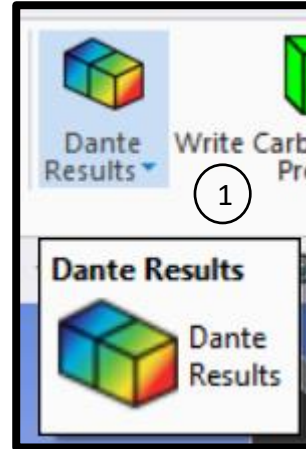 Dante Write Carb
Results Pr
1
Dante Results
Dante
Results